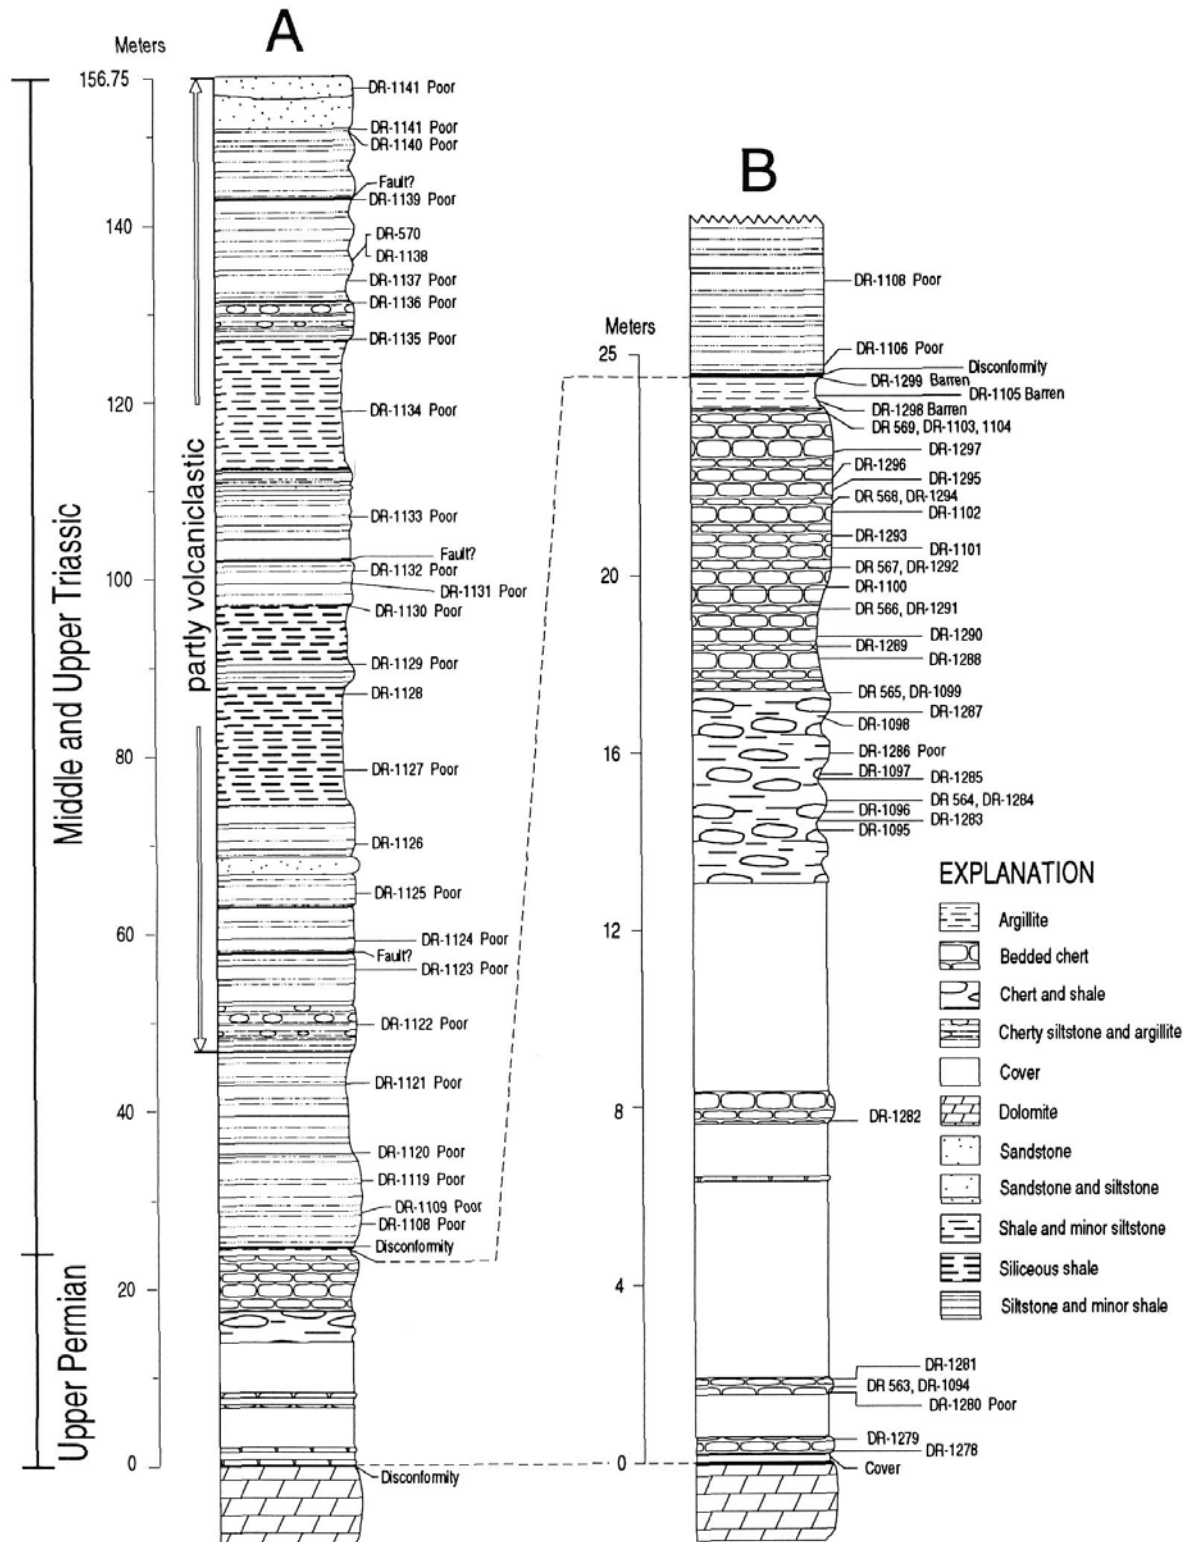 A
Meters
156.75
140
120
100
80
60
40
20
0
Middle and Upper Triassic
Upper Permian
partly volcaniclastic
DR-1141 Poor
DR-1141 Poor
DR-1140 Poor
Fault?
DR-1139 Poor
DR-570
DR-1138
DR-1137 Poor
DR-1136 Poor
DR-1135 Poor
DR-1134 Poor
DR-1133 Poor
Fault?
DR-1132 Poor
DR-1131 Poor
DR-1130 Poor
DR-1129 Poor
DR-1128
DR-1127 Poor
DR-1126
DR-1125 Poor
DR-1124 Poor
Fault?
DR-1123 Poor
DR-1122 Poor
DR-1121 Poor
DR-1120 Poor
DR-1119 Poor
DR-1109 Poor
DR-1108 Poor
Disconformity
Disconformity
B
Meters
25
20
16
12
8
4
0
DR-1108 Poor
DR-1106 Poor
Disconformity
DR-1299 Barren
DR-1105 Barren
DR-1298 Barren
DR 569, DR-1103, 1104
DR-1297
DR-1296
DR-1295
DR 568, DR-1294
DR-1102
DR-1293
DR-1101
DR 567, DR-1292
DR-1100
DR 566, DR-1291
DR-1290
DR-1289
DR-1288
DR 565, DR-1099
DR-1287
DR-1098
DR-1286 Poor
DR-1097
DR-1285
DR 564, DR-1284
DR-1096
DR-1283
DR-1095
DR-1282
DR-1281
DR 563, DR-1094
DR-1280 Poor
DR-1279
DR-1278
Cover
EXPLANATION
Argillite
Bedded chert
Chert and shale
Cherty siltstone and argillite
Cover
Dolomite
Sandstone
Sandstone and siltstone
Shale and minor siltstone
Siliceous shale
Siltstone and minor shale